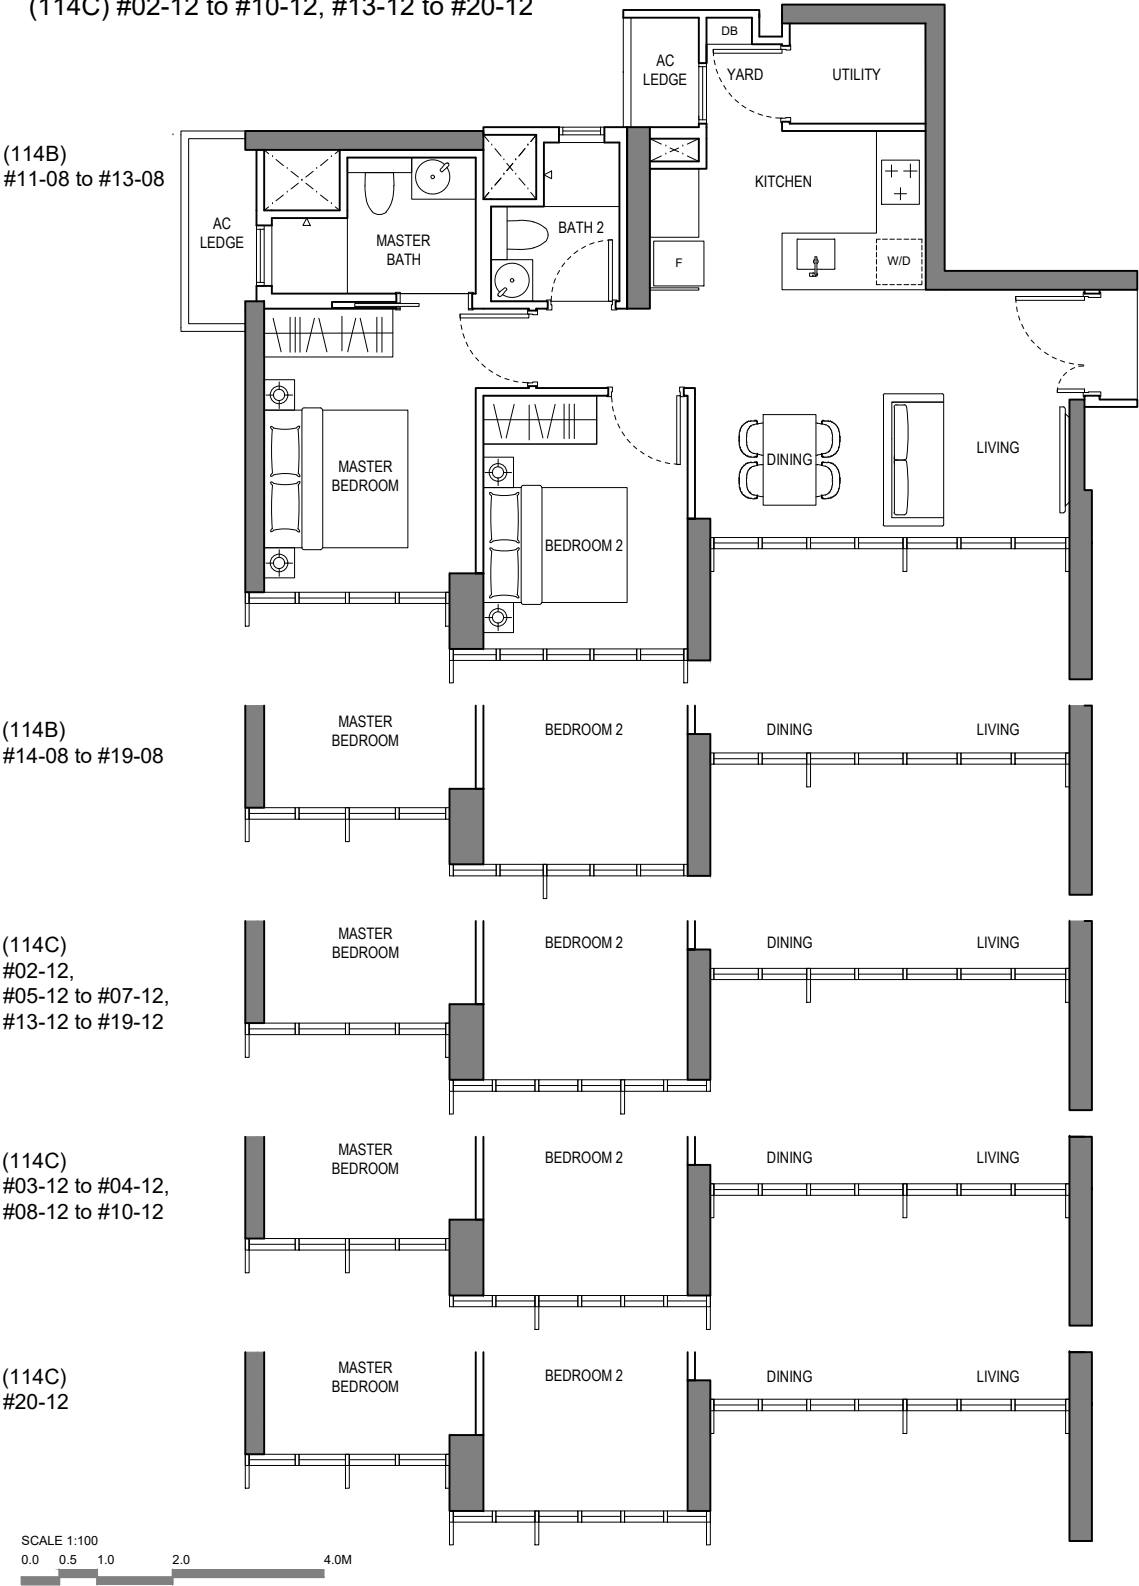 (114C) #02-12 to #10-12, #13-12 to #20-12
DB
AC
LEDGE
YARD
UTILITY
(114B)
#11-08 to #13-08
KITCHEN
AC
LEDGE
MASTER
BATH
BATH 2
F
W/D
MASTER
BEDROOM
DINING
LIVING
BEDROOM 2
(114B)
#14-08 to #19-08
MASTER
BEDROOM
BEDROOM 2
DINING
LIVING
(114C)
#02-12,
#05-12 to #07-12,
#13-12 to #19-12
MASTER
BEDROOM
BEDROOM 2
DINING
LIVING
(114C)
#03-12 to #04-12,
#08-12 to #10-12
MASTER
BEDROOM
BEDROOM 2
DINING
LIVING
(114C)
#20-12
MASTER
BEDROOM
BEDROOM 2
DINING
LIVING
SCALE 1:100
0.0 0.5 1.0 2.0 4.0M